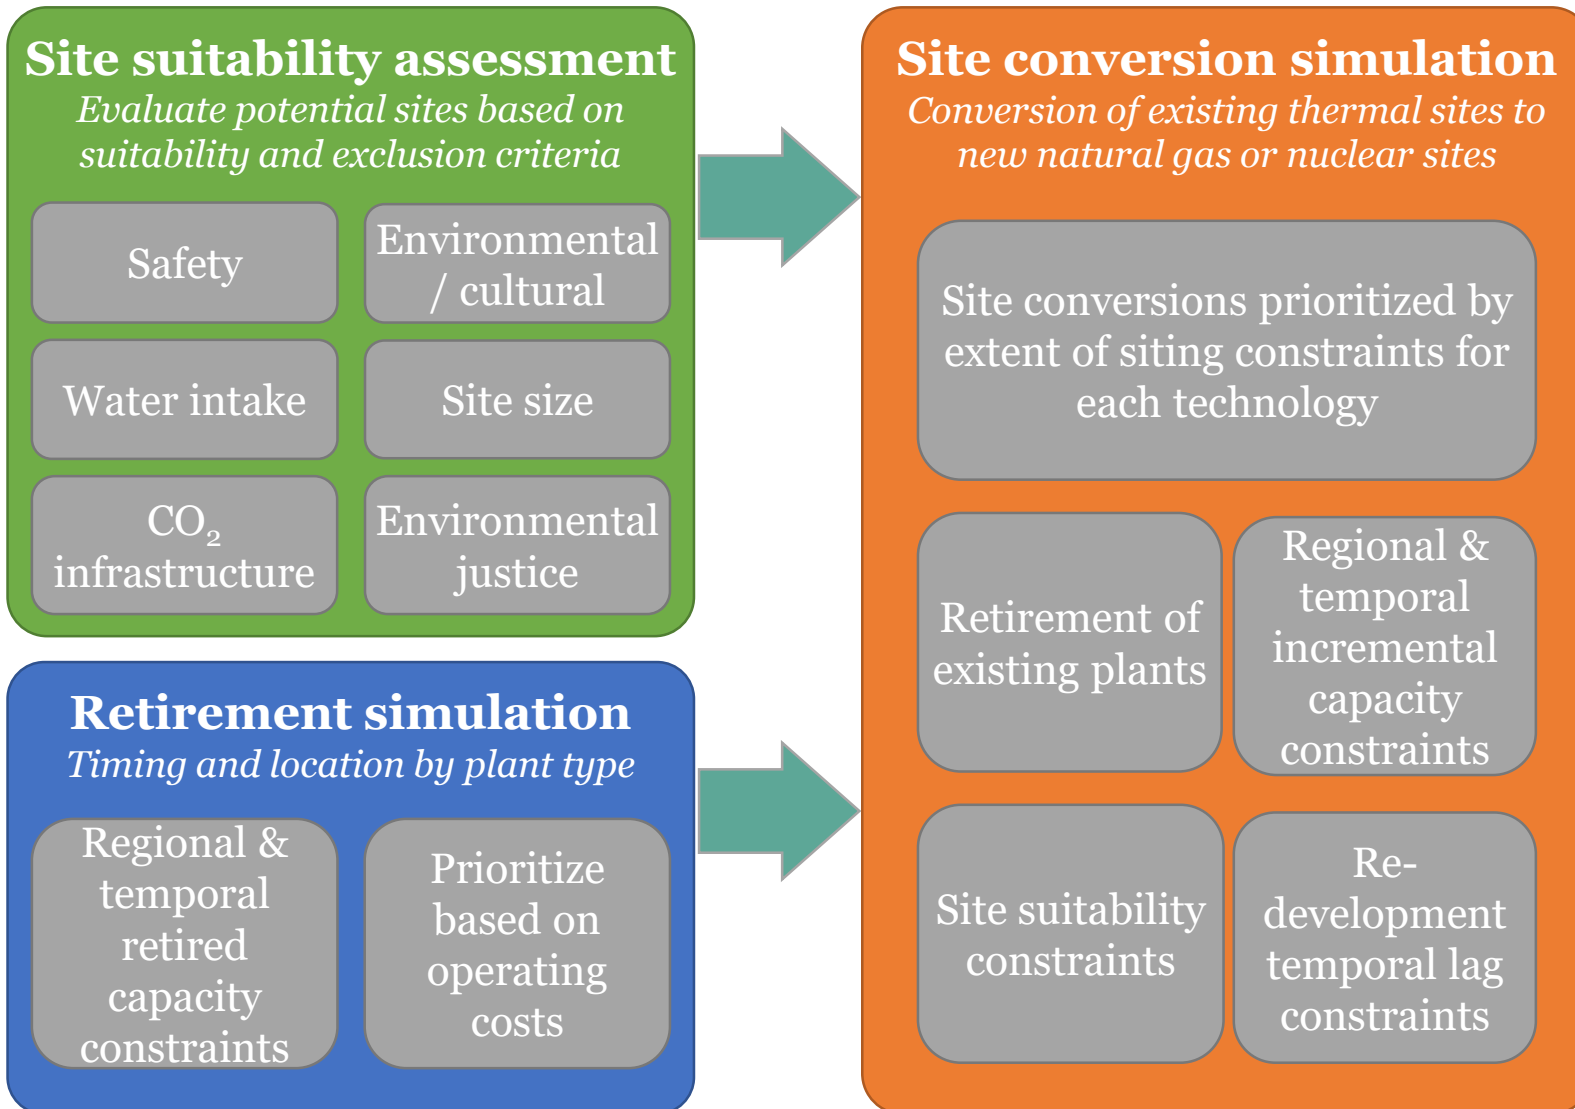 Site suitability assessment
Evaluate potential sites based on
suitability and exclusion criteria
Safety
Environmental
/ cultural
Water intake
Site size
CO₂
infrastructure
Environmental
justice
Retirement simulation
Timing and location by plant type
Regional &
temporal
retired
capacity
constraints
Prioritize
based on
operating
costs
Site conversion simulation
Conversion of existing thermal sites to
new natural gas or nuclear sites
Site conversions prioritized by
extent of siting constraints for
each technology
Retirement of
existing plants
Regional &
temporal
incremental
capacity
constraints
Site suitability
constraints
Re-
development
temporal lag
constraints